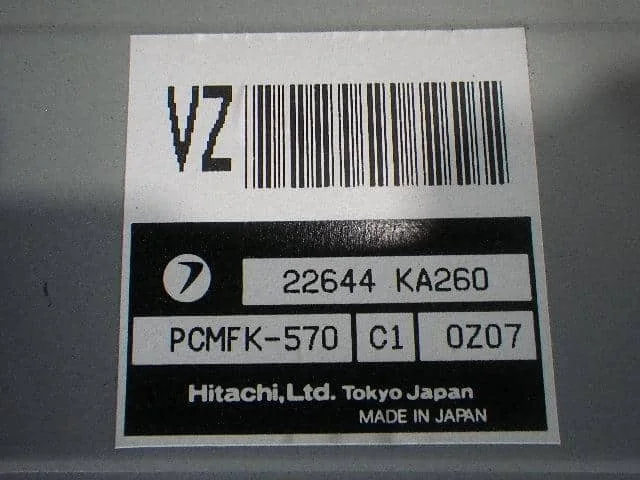 VZ
22644 KA260
PCMFK-570 C1 0Z07
Hitachi,Ltd. Tokyo Japan
MADE IN JAPAN